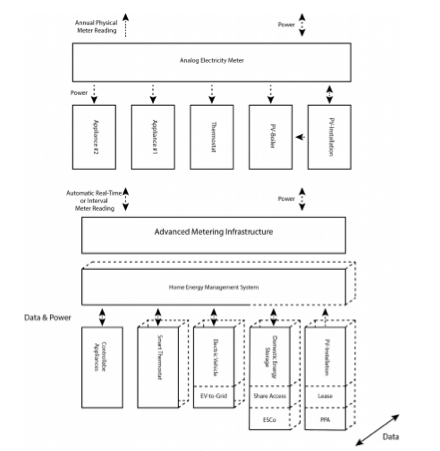 Annual Physical
Meter Reading
Power
Analog Electricity Meter
Power
Appliance #2
Appliance #1
Thermostat
PV-Boiler
PV-Installation
Automatic Real-Time
or Interval
Meter Reading
Power
Advanced Metering Infrastructure
Home Energy Management System
Data & Power
Controllabe
Appliances
Smart Thermostat
Electric Vehicle
Domestic Energy
Storage
PV-Installation
EV-to-Grid
Share Access
Lease
ESCo
PPA
Data